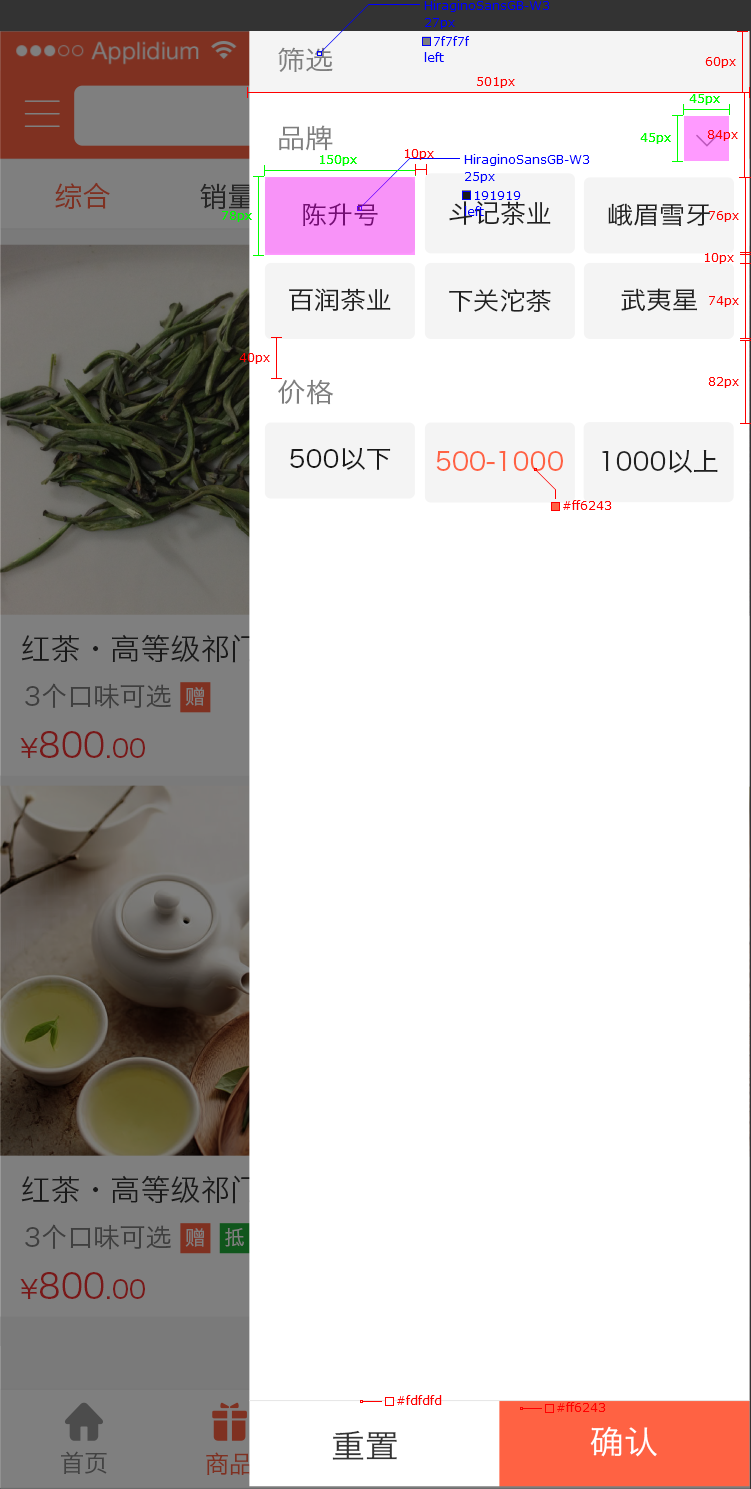 HiraginoSansGB-W3
27px
7f7f7f
left
●●●○○ Applidium
筛选
60px
501px
45px
品牌
45px
84px
10px
150px
HiraginoSansGB-W3
25px
191919
left
综合
销量
78px
陈升号
斗记茶业
峨眉雪牙
76px
10px
百润茶业
下关沱茶
武夷星
74px
40px
82px
价格
500以下
500-1000
1000以上
#ff6243
红茶·高等级祁门
3个口味可选 赠
¥800.00
红茶·高等级祁门
3个口味可选 赠 抵
¥800.00
#fdfdfd
#ff6243
首页
商品
重置
确认